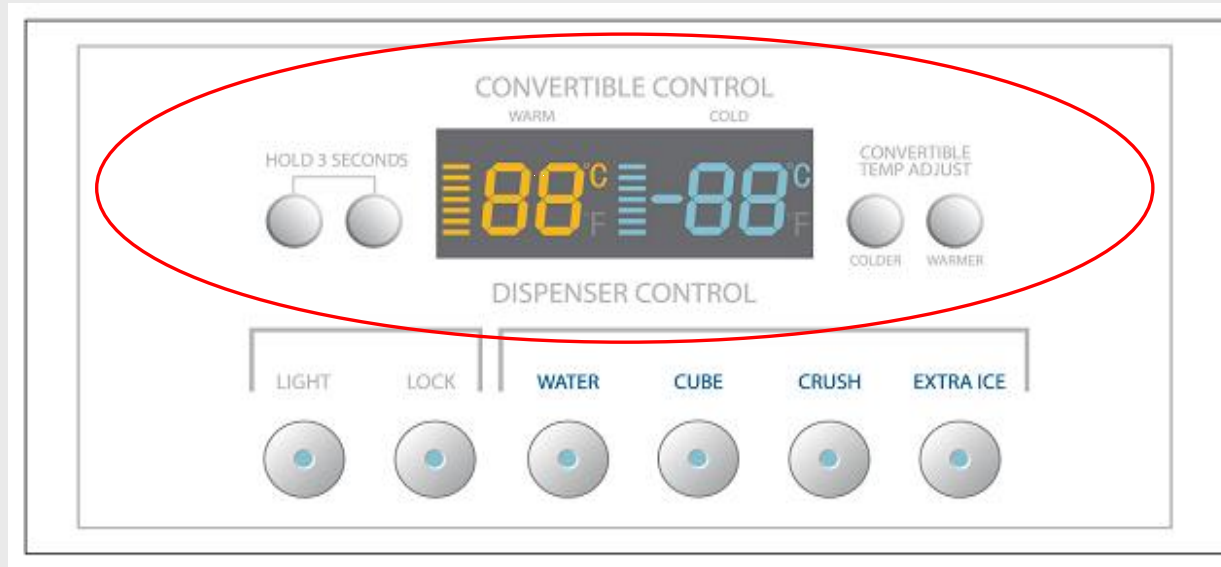 CONVERTIBLE CONTROL
WARM COLD
HOLD 3 SECONDS
88°C °F -88°C °F
CONVERTIBLE
TEMP ADJUST
COLDER WARMER
DISPENSER CONTROL
LIGHT LOCK WATER CUBE CRUSH EXTRA ICE